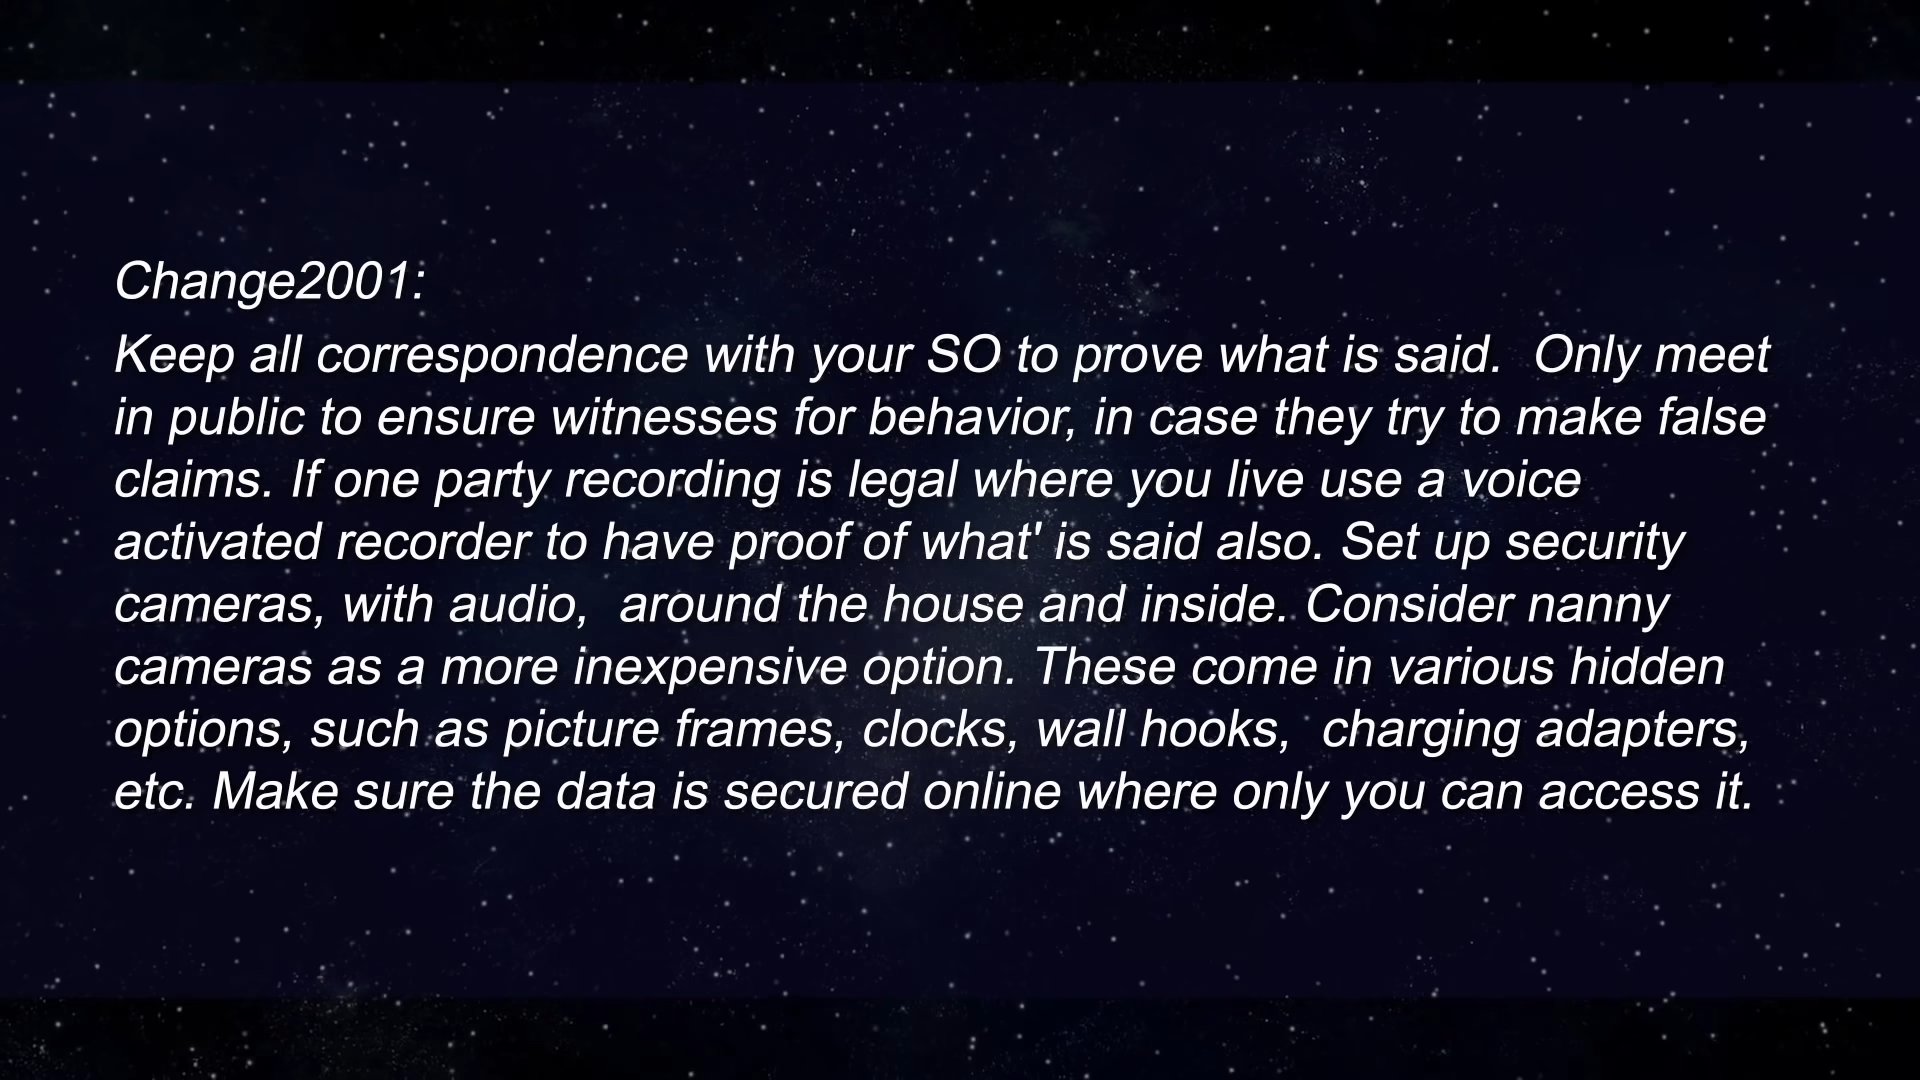 Change2001:
Keep all correspondence with your SO to prove what is said.  Only meet
in public to ensure witnesses for behavior, in case they try to make false
claims. If one party recording is legal where you live use a voice
activated recorder to have proof of what' is said also. Set up security
cameras, with audio,  around the house and inside. Consider nanny
cameras as a more inexpensive option. These come in various hidden
options, such as picture frames, clocks, wall hooks,  charging adapters,
etc. Make sure the data is secured online where only you can access it.